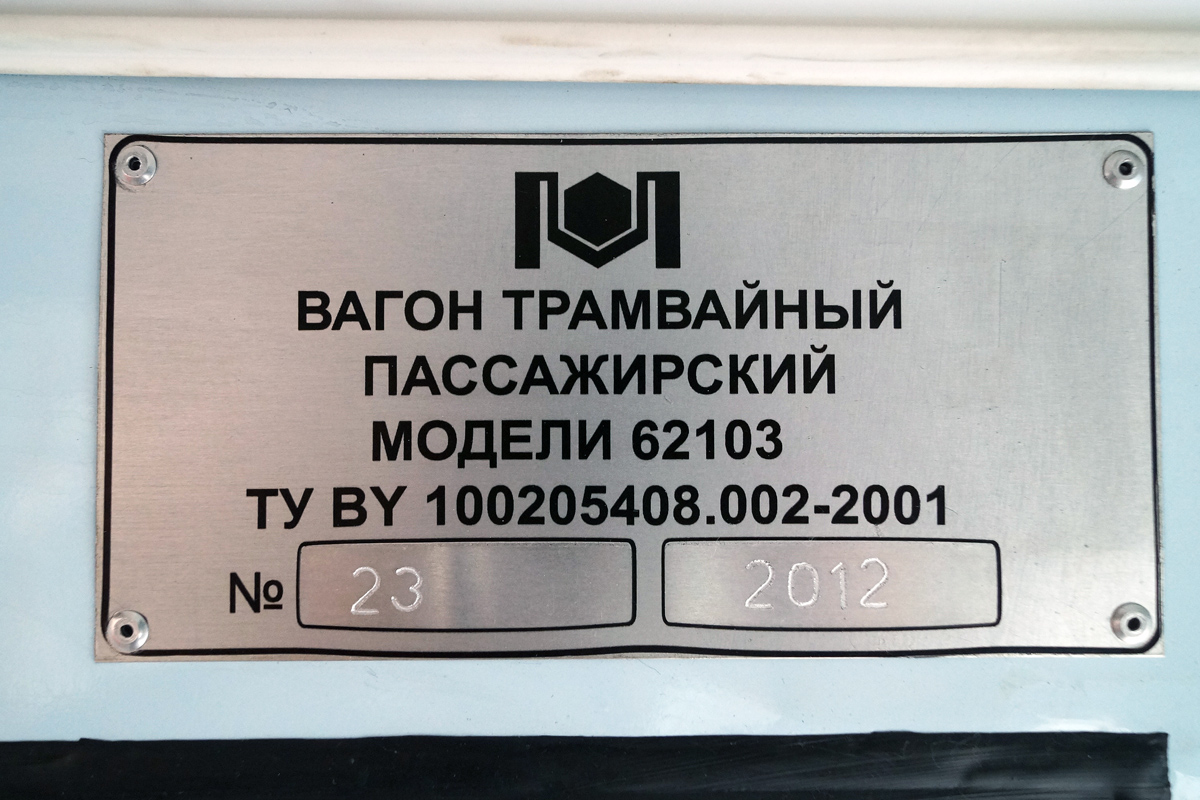 ВАГОН ТРАМВАЙНЫЙ
ПАССАЖИРСКИЙ
МОДЕЛИ 62103
ТУ BY 100205408.002-2001
№ 23 2012